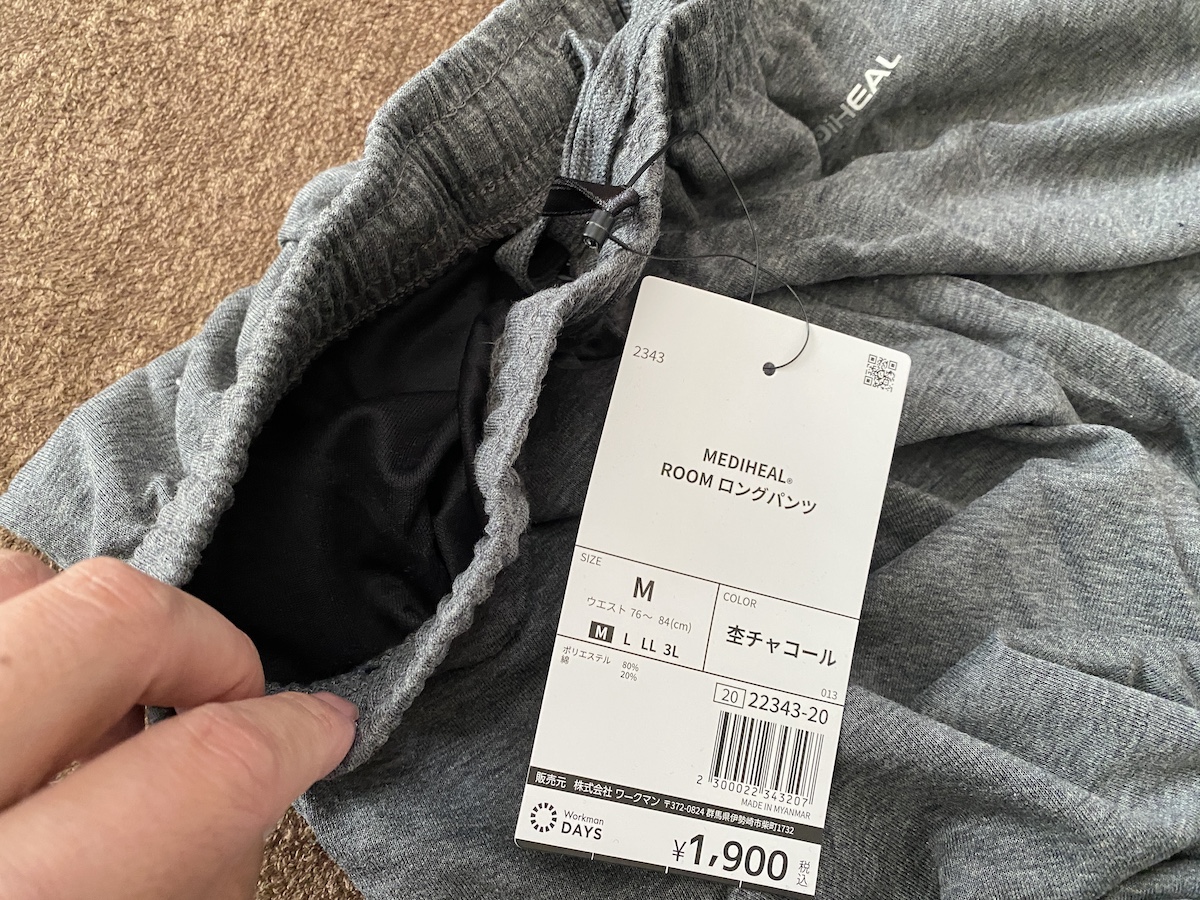 DiHEAL
2343
MEDIHEAL®
ROOM ロングパンツ
SIZE
M
ウエスト 76〜 84(cm)
M L LL 3L
COLOR
杢チャコール
ポリエステル 80%
綿 20%
013
20 22343-20
2 300022 343207
MADE IN MYANMAR
販売元 株式会社 ワークマン 〒372-0824 群馬県伊勢崎市柴町1732
Workman
DAYS
¥1,900 税込